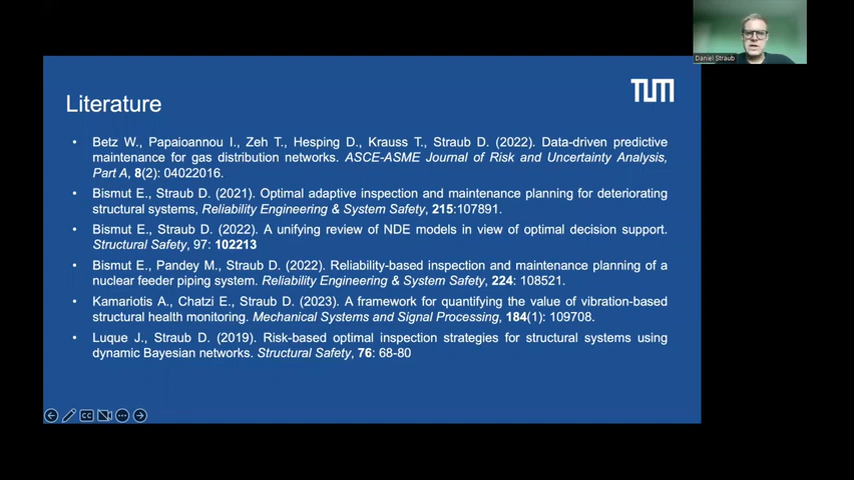 Daniel Straub
TUM
Literature
• Betz W., Papaioannou I., Zeh T., Hesping D., Krauss T., Straub D. (2022). Data-driven predictive
maintenance for gas distribution networks. ASCE-ASME Journal of Risk and Uncertainty Analysis,
Part A, 8(2): 04022016.
• Bismut E., Straub D. (2021). Optimal adaptive inspection and maintenance planning for deteriorating
structural systems, Reliability Engineering & System Safety, 215:107891.
• Bismut E., Straub D. (2022). A unifying review of NDE models in view of optimal decision support.
Structural Safety, 97: 102213
• Bismut E., Pandey M., Straub D. (2022). Reliability-based inspection and maintenance planning of a
nuclear feeder piping system. Reliability Engineering & System Safety, 224: 108521.
• Kamariotis A., Chatzi E., Straub D. (2023). A framework for quantifying the value of vibration-based
structural health monitoring. Mechanical Systems and Signal Processing, 184(1): 109708.
• Luque J., Straub D. (2019). Risk-based optimal inspection strategies for structural systems using
dynamic Bayesian networks. Structural Safety, 76: 68-80